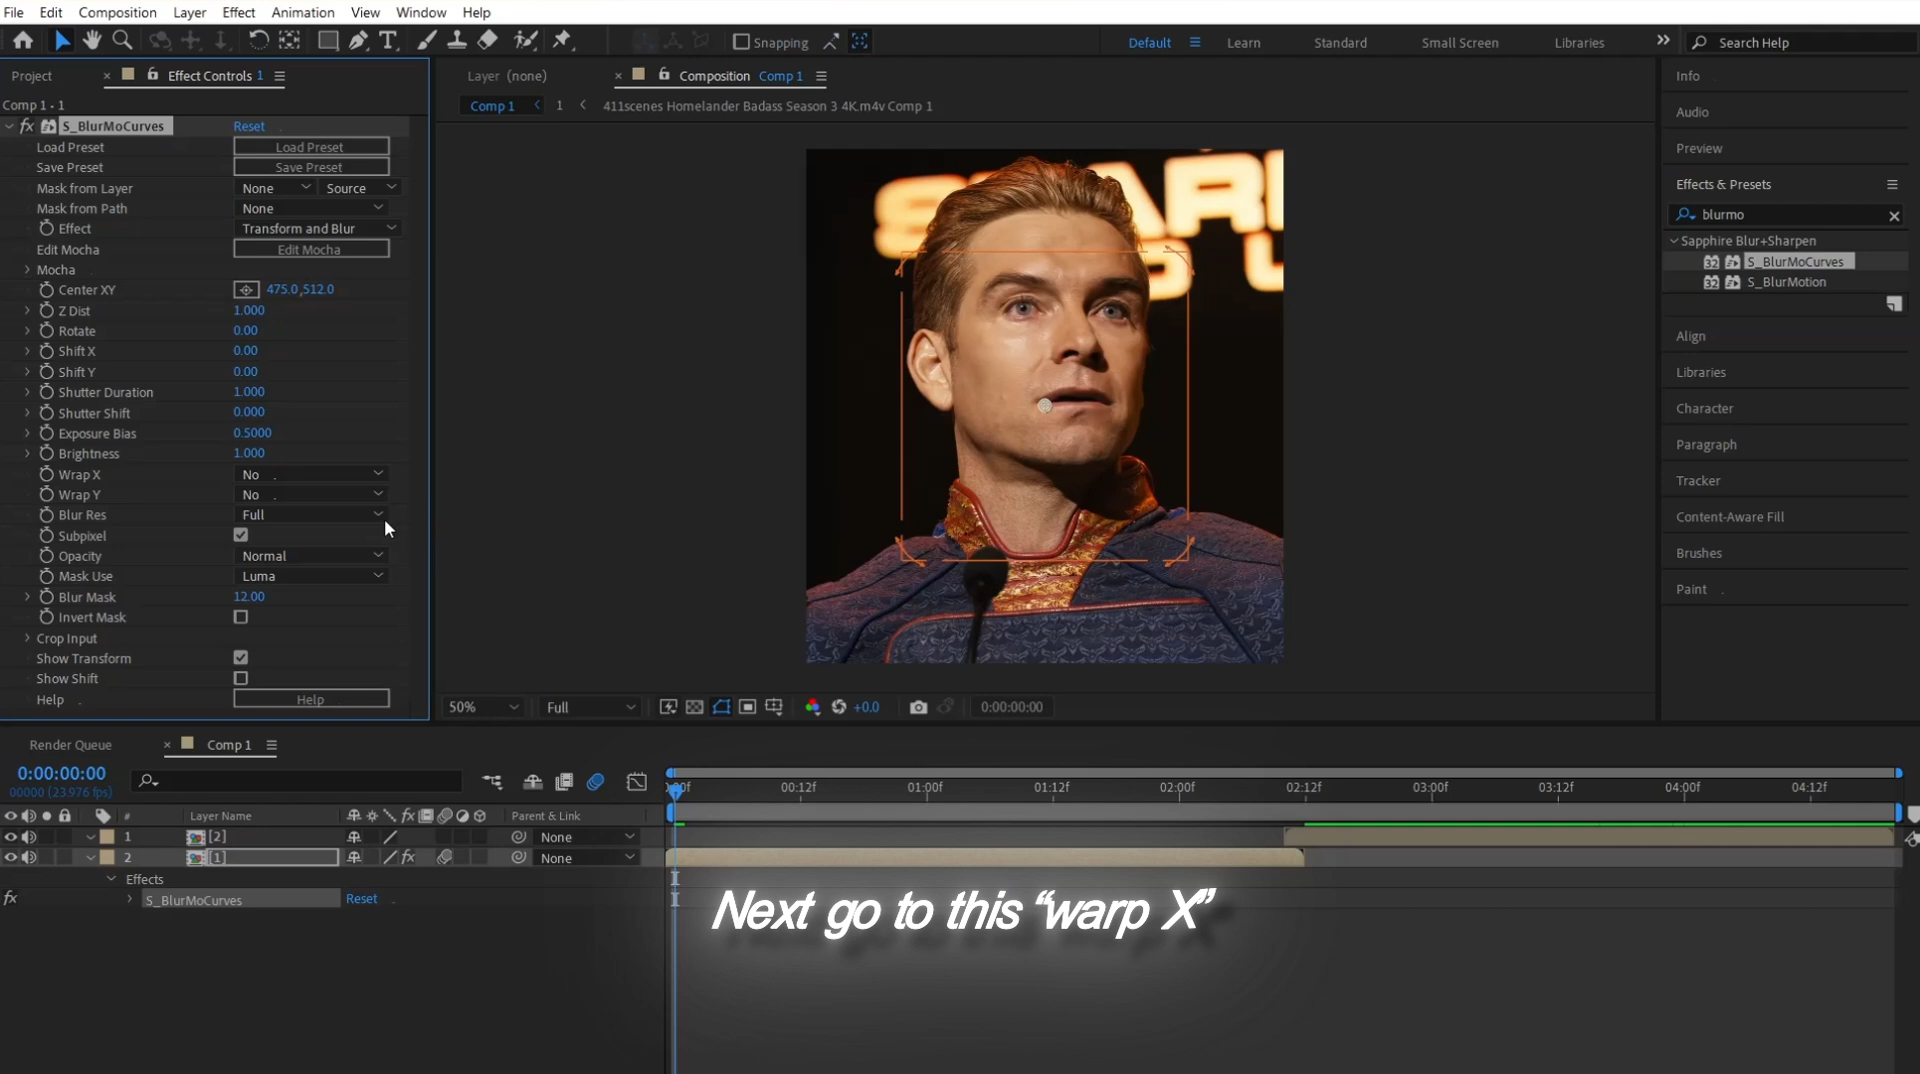 File Edit Composition Layer Effect Animation View Window Help
Snapping Default Learn Standard Small Screen Libraries Search Help
Project Effect Controls 1
Comp 1 - 1
fx S_BlurMoCurves Reset
Load Preset Load Preset
Save Preset Save Preset
Mask from Layer None Source
Mask from Path None
Effect Transform and Blur
Edit Mocha Edit Mocha
Mocha
Center XY 475.0,512.0
Z Dist 1.000
Rotate 0.00
Shift X 0.00
Shift Y 0.00
Shutter Duration 1.000
Shutter Shift 0.000
Exposure Bias 0.5000
Brightness 1.000
Wrap X No
Wrap Y No
Blur Res Full
Subpixel
Opacity Normal
Mask Use Luma
Blur Mask 12.00
Invert Mask
Crop Input
Show Transform
Show Shift
Help Help
Layer (none) Composition Comp 1
Comp 1 1 411scenes Homelander Badass Season 3 4K.m4v Comp 1
50% Full +0.0 0:00:00:00
Info
Audio
Preview
Effects & Presets
blurmo
Sapphire Blur+Sharpen
32 S_BlurMoCurves
32 S_BlurMotion
Align
Libraries
Character
Paragraph
Tracker
Content-Aware Fill
Brushes
Paint
Render Queue Comp 1
0:00:00:00
00000 (23.976 fps)
00f 00:12f 01:00f 01:12f 02:00f 02:12f 03:00f 03:12f 04:00f 04:12f
# Layer Name Parent & Link
1 [2] None
2 [1] fx None
Effects
fx S_BlurMoCurves Reset
Next go to this “warp X”